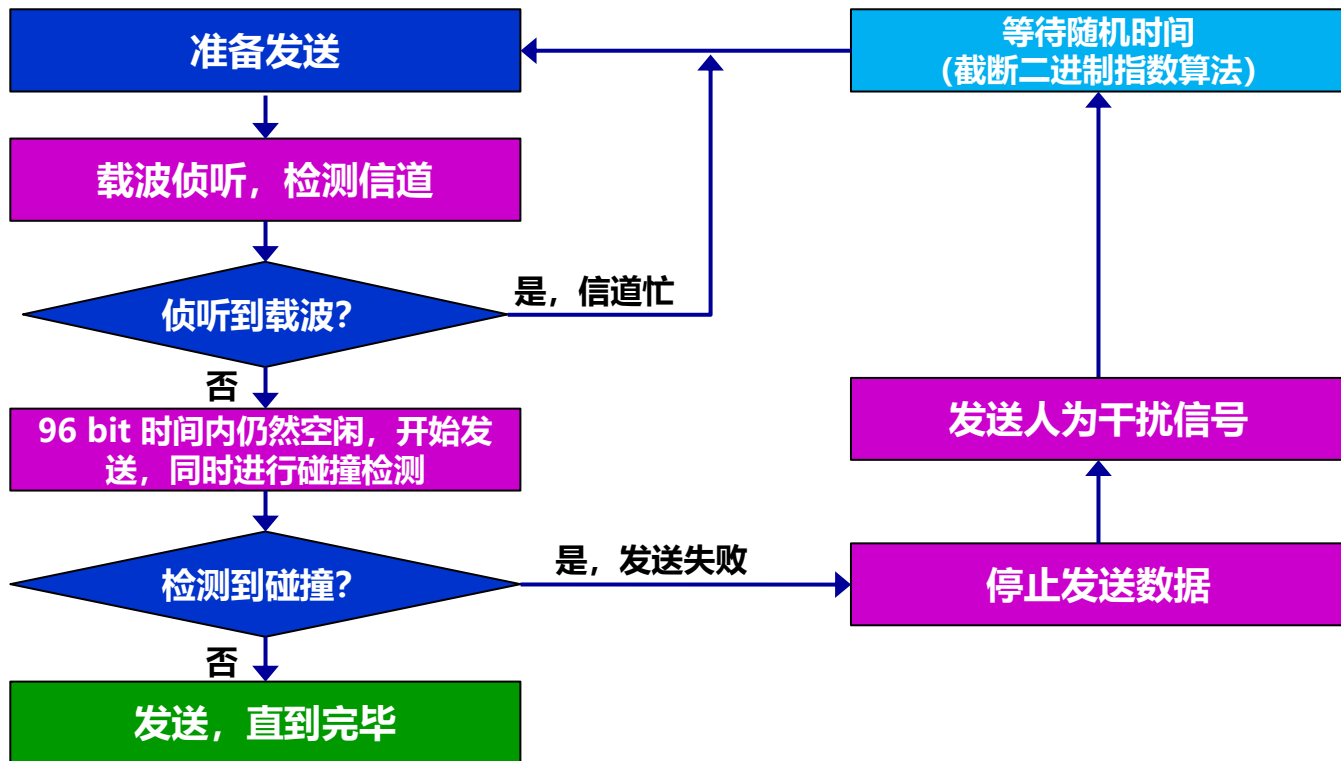 准备发送
等待随机时间
（截断二进制指数算法）
载波侦听，检测信道
侦听到载波？
是，信道忙
否
96 bit 时间内仍然空闲，开始发
送，同时进行碰撞检测
发送人为干扰信号
检测到碰撞？
是，发送失败
停止发送数据
否
发送，直到完毕